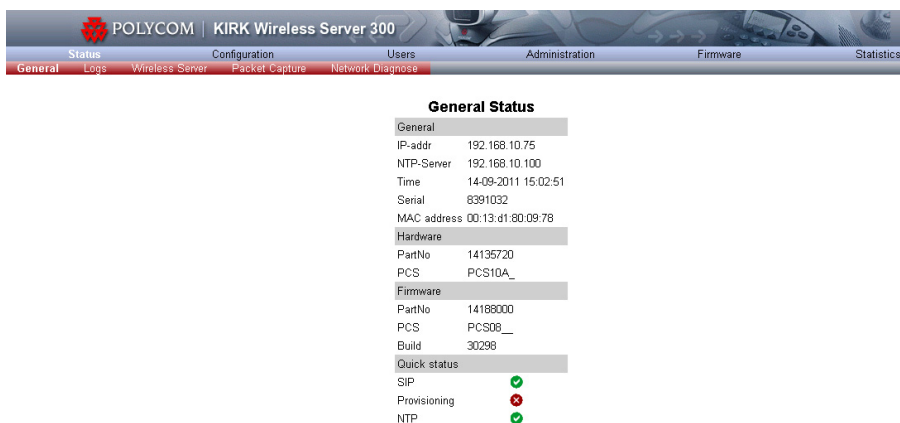 POLYCOM | KIRK Wireless Server 300
Status Configuration Users Administration Firmware Statistics
General Logs Wireless Server Packet Capture Network Diagnose
General Status
General
IP-addr 192.168.10.75
NTP-Server 192.168.10.100
Time 14-09-2011 15:02:51
Serial 8391032
MAC address 00:13:d1:80:09:78
Hardware
PartNo 14135720
PCS PCS10A_
Firmware
PartNo 14188000
PCS PCS08__
Build 30298
Quick status
SIP
Provisioning
NTP